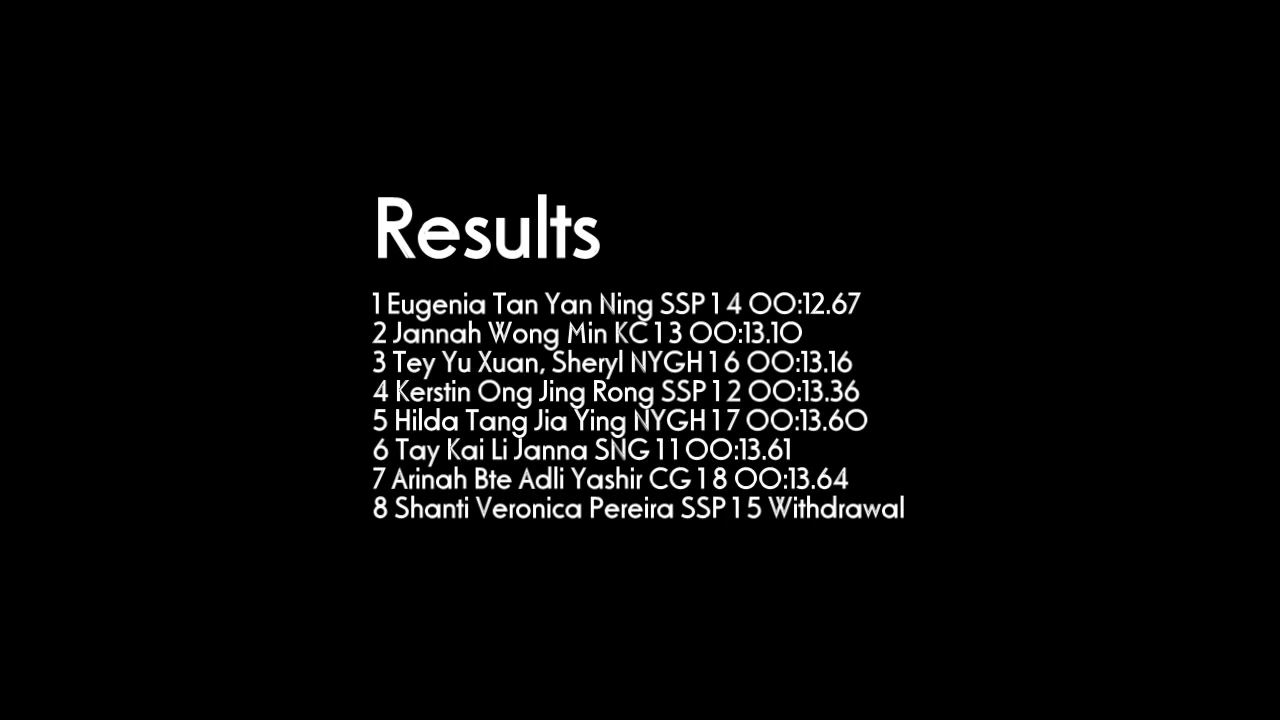 Results
1 Eugenia Tan Yan Ning SSP 1 4 00:12.67
2 Jannah Wong Min KC 1 3 00:13.10
3 Tey Yu Xuan, Sheryl NYGH 1 6 00:13.16
4 Kerstin Ong Jing Rong SSP 1 2 00:13.36
5 Hilda Tang Jia Ying NYGH 1 7 00:13.60
6 Tay Kai Li Janna SNG 1 1 00:13.61
7 Arinah Bte Adli Yashir CG 1 8 00:13.64
8 Shanti Veronica Pereira SSP 1 5 Withdrawal